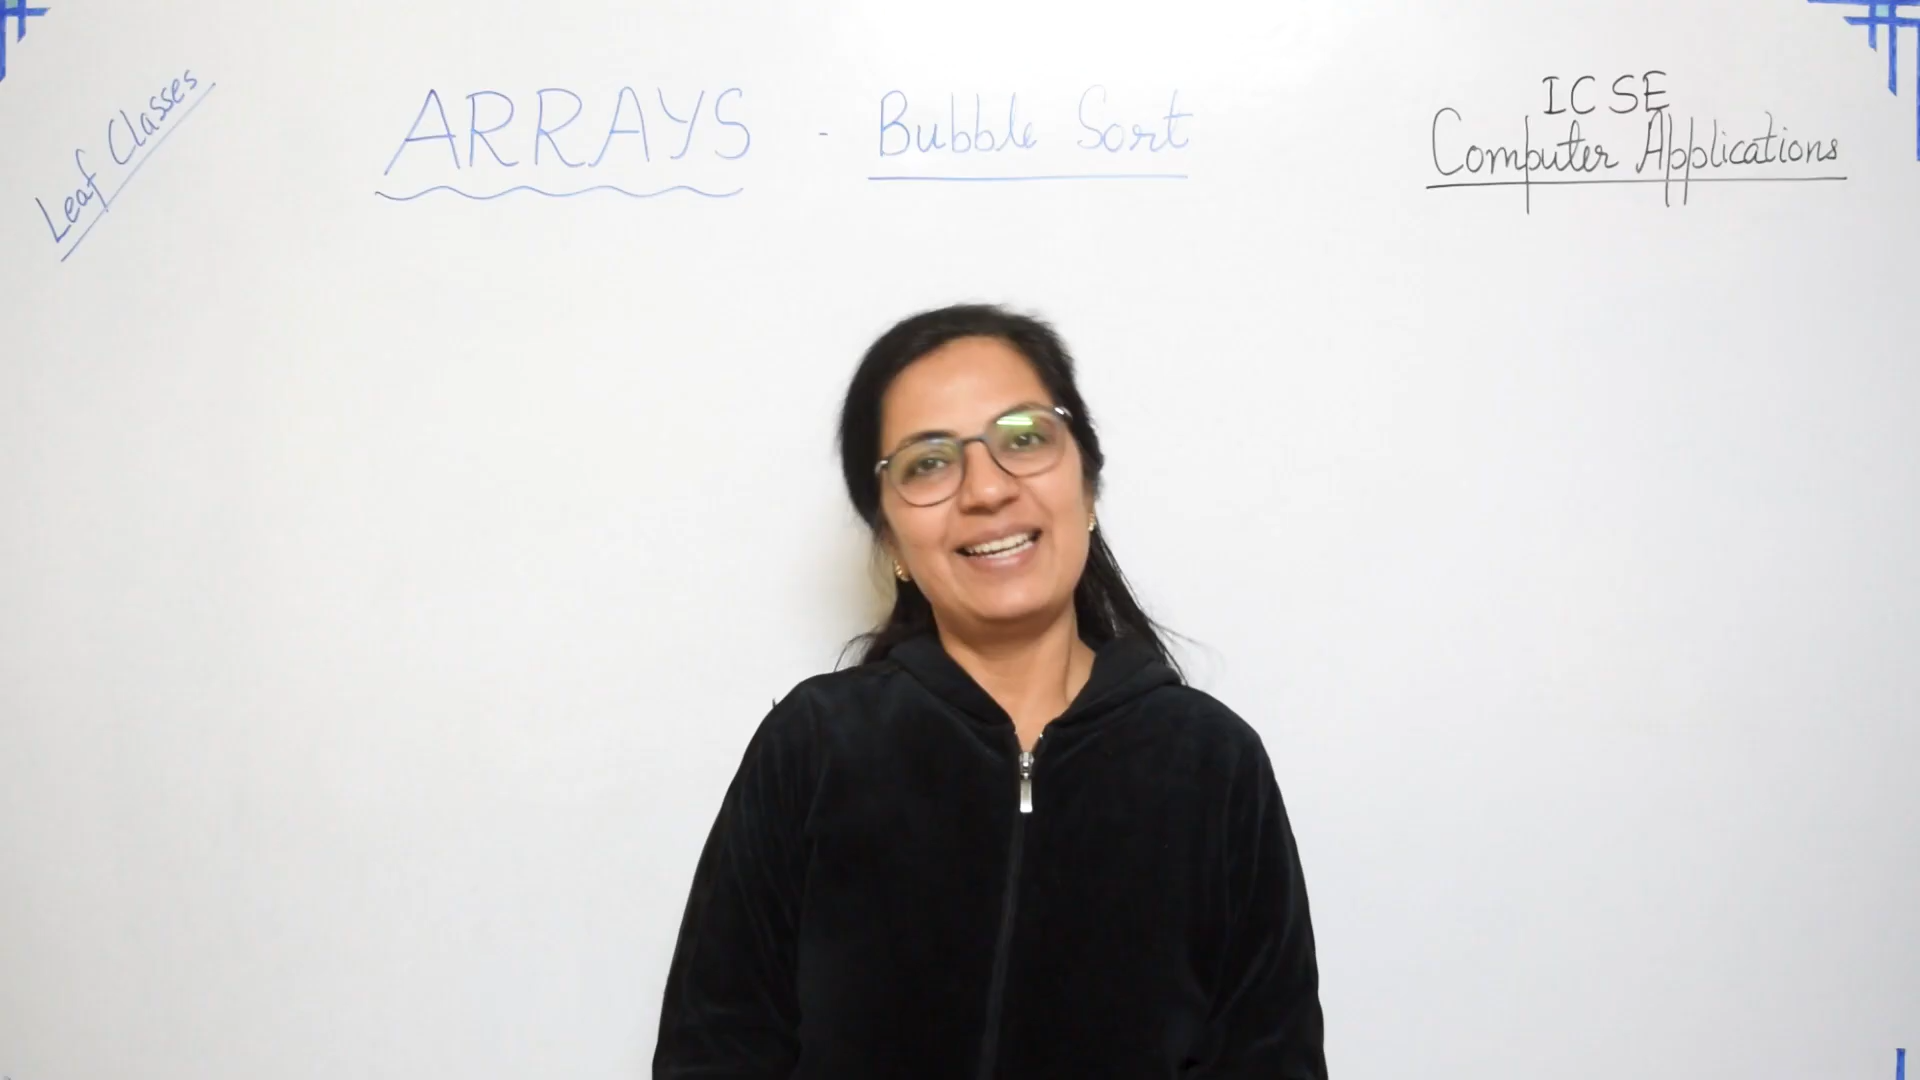 Leaf Classes
ARRAYS - Bubble Sort
ICSE
Computer Applications